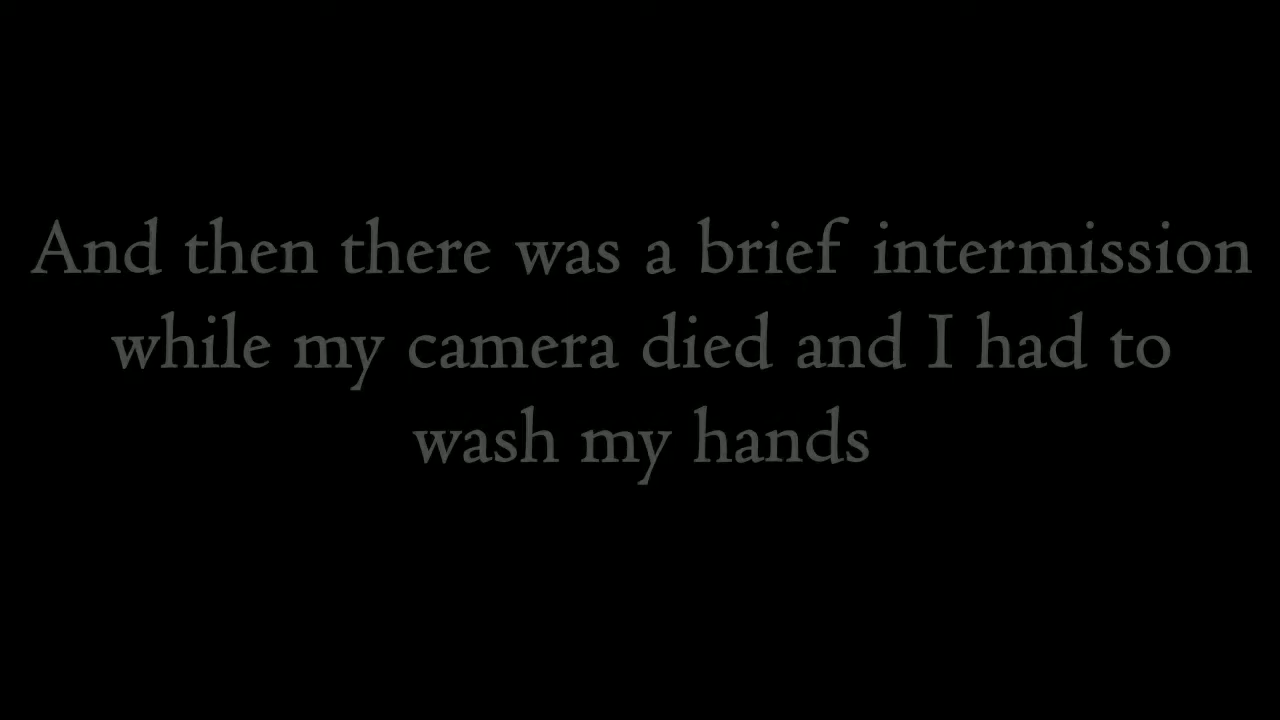 And then there was a brief intermission
while my camera died and I had to
wash my hands